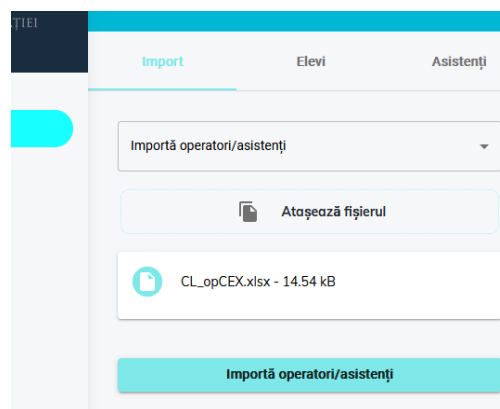 ȚIEI
Import Elevi Asistenți
Importă operatori/asistenți
Atașează fișierul
CL_opCEX.xlsx - 14.54 kB
Importă operatori/asistenți